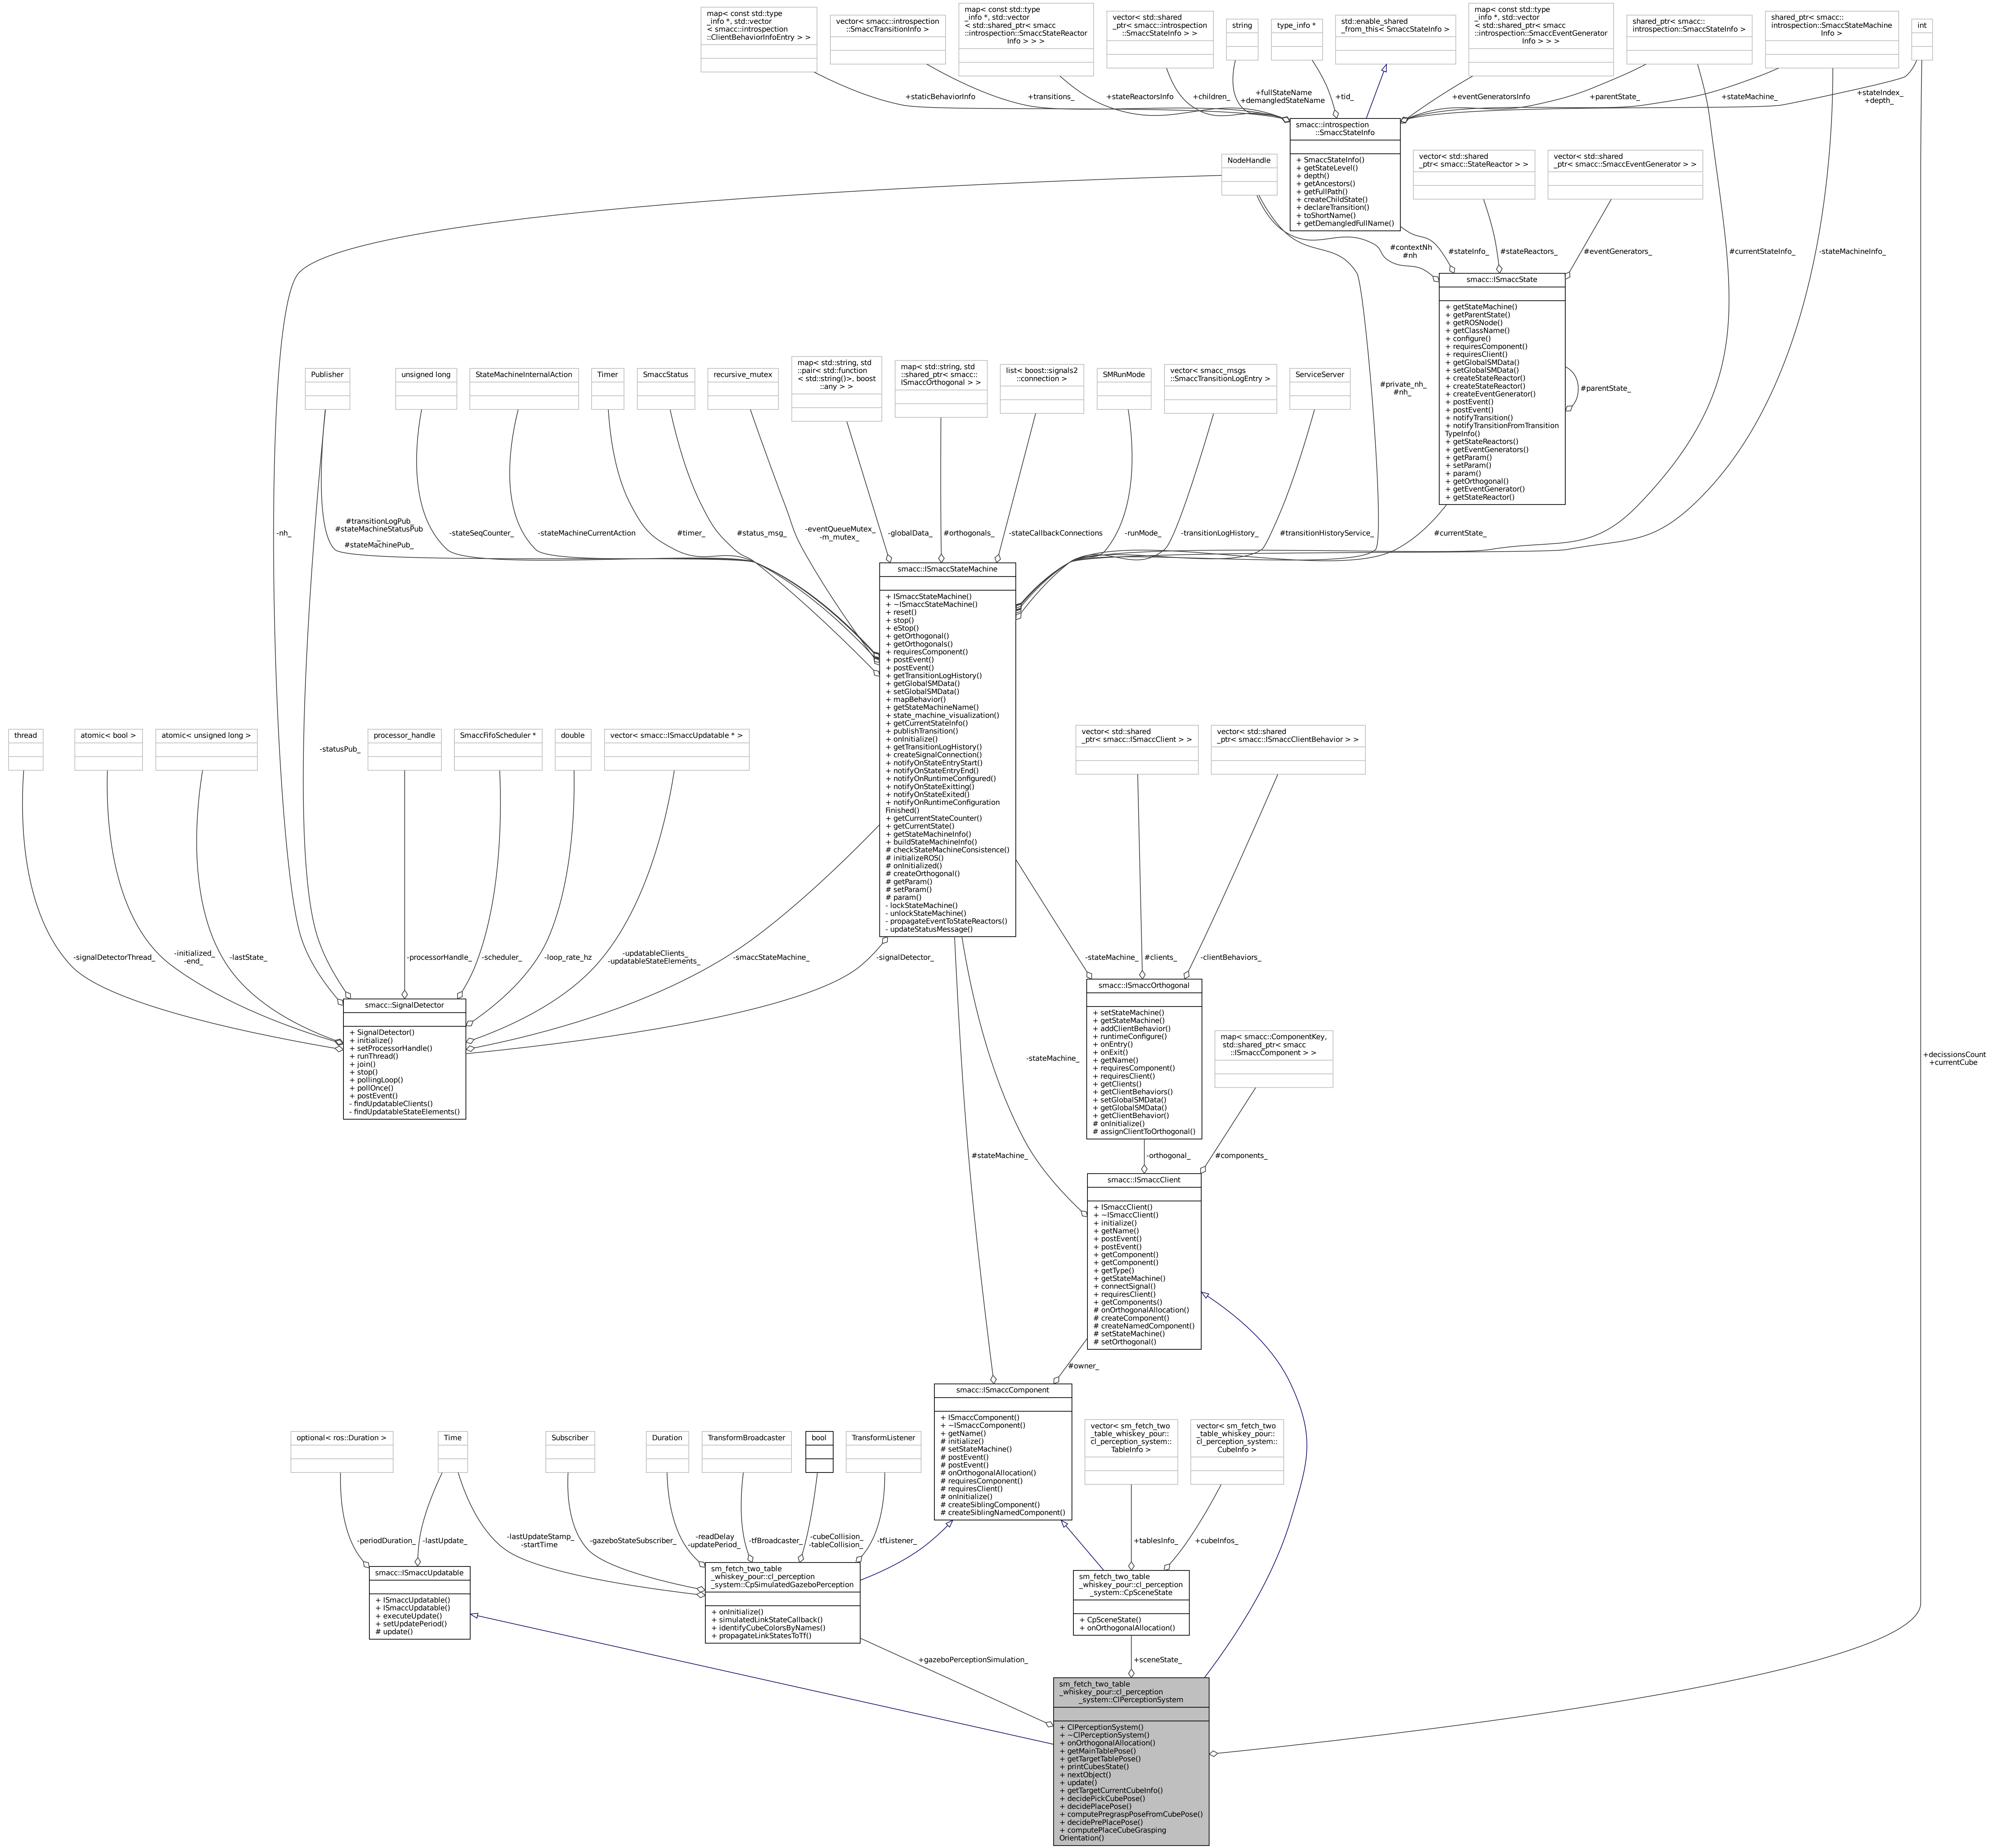 map< const std::type
_info *, std::vector
< smacc::introspection
::ClientBehaviorInfoEntry > >
vector< smacc::introspection
::SmaccTransitionInfo >
map< const std::type
_info *, std::vector
< std::shared_ptr< smacc
::introspection::SmaccStateReactor
Info > > >
vector< std::shared
_ptr< smacc::introspection
::SmaccStateInfo > >
string
type_info *
std::enable_shared
_from_this< SmaccStateInfo >
map< const std::type
_info *, std::vector
< std::shared_ptr< smacc
::introspection::SmaccEventGenerator
Info > > >
shared_ptr< smacc::
introspection::SmaccStateInfo >
shared_ptr< smacc::
introspection::SmaccStateMachine
Info >
int
+staticBehaviorInfo
+transitions_
+stateReactorsInfo
+children_
+fullStateName
+demangledStateName
+tid_
+eventGeneratorsInfo
+parentState_
+stateMachine_
+stateIndex_
+depth_
smacc::introspection
::SmaccStateInfo
+ SmaccStateInfo()
+ getStateLevel()
+ depth()
+ getAncestors()
+ getFullPath()
+ createChildState()
+ declareTransition()
+ toShortName()
+ getDemangledFullName()
NodeHandle
vector< std::shared
_ptr< smacc::StateReactor > >
vector< std::shared
_ptr< smacc::SmaccEventGenerator > >
#contextNh
#nh
#stateInfo_
#stateReactors_
#eventGenerators_
#currentStateInfo_
-stateMachineInfo_
smacc::ISmaccState
+ getStateMachine()
+ getParentState()
+ getROSNode()
+ getClassName()
+ configure()
+ requiresComponent()
+ requiresClient()
+ getGlobalSMData()
+ setGlobalSMData()
+ createStateReactor()
+ createStateReactor()
+ createEventGenerator()
+ postEvent()
+ postEvent()
+ notifyTransition()
+ notifyTransitionFromTransition
TypeInfo()
+ getStateReactors()
+ getEventGenerators()
+ getParam()
+ setParam()
+ param()
+ getOrthogonal()
+ getEventGenerator()
+ getStateReactor()
#parentState_
#private_nh_
#nh_
Publisher
unsigned long
StateMachineInternalAction
Timer
SmaccStatus
recursive_mutex
map< std::string, std
::pair< std::function
< std::string()>, boost
::any > >
map< std::string, std
::shared_ptr< smacc::
ISmaccOrthogonal > >
list< boost::signals2
::connection >
SMRunMode
vector< smacc_msgs
::SmaccTransitionLogEntry >
ServiceServer
-nh_
#transitionLogPub_
#stateMachineStatusPub
_
#stateMachinePub_
-stateSeqCounter_
-stateMachineCurrentAction
#timer_
#status_msg_
-eventQueueMutex_
-m_mutex_
-globalData_
#orthogonals_
-stateCallbackConnections
-runMode_
-transitionLogHistory_
#transitionHistoryService_
#currentState_
smacc::ISmaccStateMachine
+ ISmaccStateMachine()
+ ~ISmaccStateMachine()
+ reset()
+ stop()
+ eStop()
+ getOrthogonal()
+ getOrthogonals()
+ requiresComponent()
+ postEvent()
+ postEvent()
+ getTransitionLogHistory()
+ getGlobalSMData()
+ setGlobalSMData()
+ mapBehavior()
+ getStateMachineName()
+ state_machine_visualization()
+ getCurrentStateInfo()
+ publishTransition()
+ onInitialize()
+ getTransitionLogHistory()
+ createSignalConnection()
+ notifyOnStateEntryStart()
+ notifyOnStateEntryEnd()
+ notifyOnRuntimeConfigured()
+ notifyOnStateExitting()
+ notifyOnStateExited()
+ notifyOnRuntimeConfiguration
Finished()
+ getCurrentStateCounter()
+ getCurrentState()
+ getStateMachineInfo()
+ buildStateMachineInfo()
# checkStateMachineConsistence()
# initializeROS()
# onInitialized()
# createOrthogonal()
# getParam()
# setParam()
# param()
- lockStateMachine()
- unlockStateMachine()
- propagateEventToStateReactors()
- updateStatusMessage()
thread
atomic< bool >
atomic< unsigned long >
-statusPub_
processor_handle
SmaccFifoScheduler *
double
vector< smacc::ISmaccUpdatable * >
vector< std::shared
_ptr< smacc::ISmaccClient > >
vector< std::shared
_ptr< smacc::ISmaccClientBehavior > >
-signalDetectorThread_
-initialized_
-end_
-lastState_
-processorHandle_
-scheduler_
-loop_rate_hz
-updatableClients_
-updatableStateElements_
-smaccStateMachine_
-signalDetector_
-stateMachine_
#clients_
-clientBehaviors_
smacc::SignalDetector
+ SignalDetector()
+ initialize()
+ setProcessorHandle()
+ runThread()
+ join()
+ stop()
+ pollingLoop()
+ pollOnce()
+ postEvent()
- findUpdatableClients()
- findUpdatableStateElements()
smacc::ISmaccOrthogonal
+ setStateMachine()
+ getStateMachine()
+ addClientBehavior()
+ runtimeConfigure()
+ onEntry()
+ onExit()
+ getName()
+ requiresComponent()
+ requiresClient()
+ getClients()
+ getClientBehaviors()
+ setGlobalSMData()
+ getGlobalSMData()
+ getClientBehavior()
# onInitialize()
# assignClientToOrthogonal()
map< smacc::ComponentKey,
std::shared_ptr< smacc
::ISmaccComponent > >
-stateMachine_
+decissionsCount
+currentCube
#stateMachine_
-orthogonal_
#components_
smacc::ISmaccClient
+ ISmaccClient()
+ ~ISmaccClient()
+ initialize()
+ getName()
+ postEvent()
+ postEvent()
+ getComponent()
+ getComponent()
+ getType()
+ getStateMachine()
+ connectSignal()
+ requiresClient()
+ getComponents()
# onOrthogonalAllocation()
# createComponent()
# createNamedComponent()
# setStateMachine()
# setOrthogonal()
#owner_
smacc::ISmaccComponent
+ ISmaccComponent()
+ ~ISmaccComponent()
+ getName()
# initialize()
# setStateMachine()
# postEvent()
# postEvent()
# onOrthogonalAllocation()
# requiresComponent()
# requiresClient()
# onInitialize()
# createSiblingComponent()
# createSiblingNamedComponent()
optional< ros::Duration >
Time
Subscriber
Duration
TransformBroadcaster
bool
TransformListener
vector< sm_fetch_two
_table_whiskey_pour::
cl_perception_system::
TableInfo >
vector< sm_fetch_two
_table_whiskey_pour::
cl_perception_system::
CubeInfo >
-periodDuration_
-lastUpdate_
-lastUpdateStamp_
-startTime
-gazeboStateSubscriber_
-readDelay
-updatePeriod_
-tfBroadcaster_
-cubeCollision_
-tableCollision_
-tfListener_
+tablesInfo_
+cubeInfos_
smacc::ISmaccUpdatable
+ ISmaccUpdatable()
+ ISmaccUpdatable()
+ executeUpdate()
+ setUpdatePeriod()
# update()
sm_fetch_two_table
_whiskey_pour::cl_perception
_system::CpSimulatedGazeboPerception
+ onInitialize()
+ simulatedLinkStateCallback()
+ identifyCubeColorsByNames()
+ propagateLinkStatesToTf()
sm_fetch_two_table
_whiskey_pour::cl_perception
_system::CpSceneState
+ CpSceneState()
+ onOrthogonalAllocation()
+gazeboPerceptionSimulation_
+sceneState_
sm_fetch_two_table
_whiskey_pour::cl_perception
_system::ClPerceptionSystem
+ ClPerceptionSystem()
+ ~ClPerceptionSystem()
+ onOrthogonalAllocation()
+ getMainTablePose()
+ getTargetTablePose()
+ printCubesState()
+ nextObject()
+ update()
+ getTargetCurrentCubeInfo()
+ decidePickCubePose()
+ decidePlacePose()
+ computePregraspPoseFromCubePose()
+ decidePrePlacePose()
+ computePlaceCubeGrasping
Orientation()